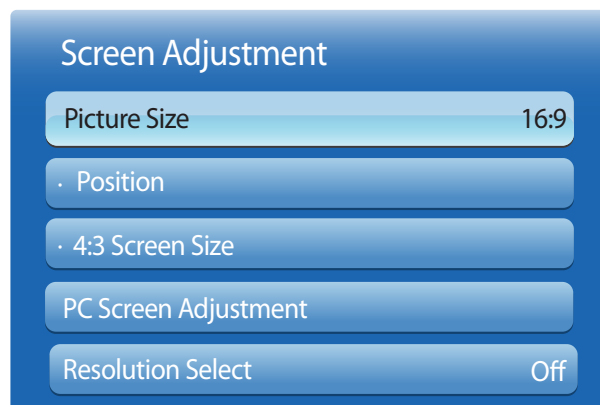 Screen Adjustment
Picture Size 16:9
· Position
· 4:3 Screen Size
PC Screen Adjustment
Resolution Select Off